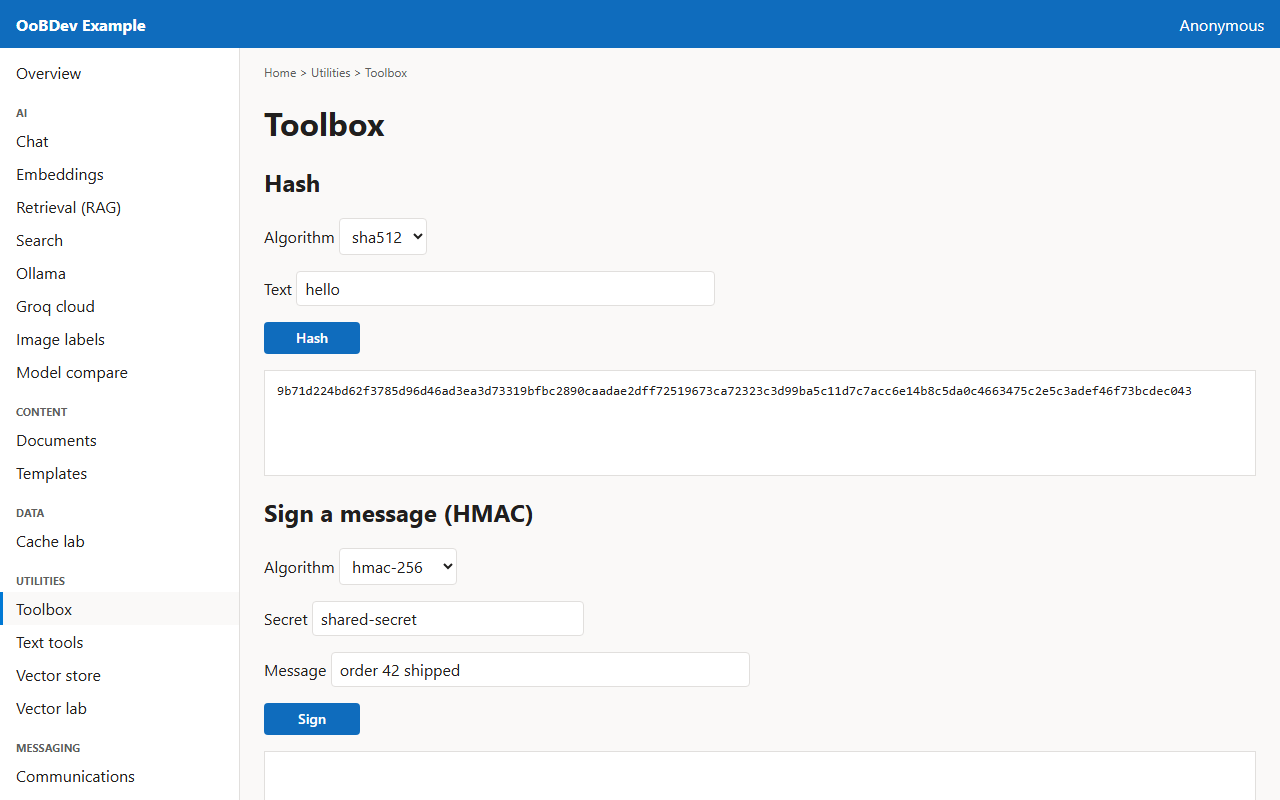 OoBDev Example
Anonymous
Overview
AI
Chat
Embeddings
Retrieval (RAG)
Search
Ollama
Groq cloud
Image labels
Model compare
CONTENT
Documents
Templates
DATA
Cache lab
UTILITIES
Toolbox
Text tools
Vector store
Vector lab
MESSAGING
Communications
Home > Utilities > Toolbox
Toolbox
Hash
Algorithm sha512
Text hello
Hash
9b71d224bd62f3785d96d46ad3ea3d73319bfbc2890caadae2dff72519673ca72323c3d99ba5c11d7c7acc6e14b8c5da0c4663475c2e5c3adef46f73bcdec043
Sign a message (HMAC)
Algorithm hmac-256
Secret shared-secret
Message order 42 shipped
Sign